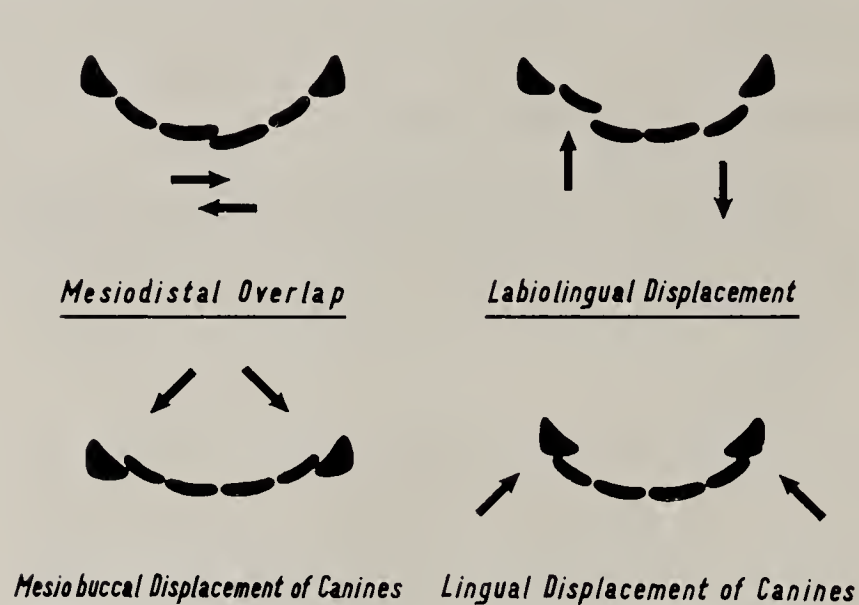 Mesiodistal Overlap
Labiolingual Displacement
Mesiobuccal Displacement of Canines
Lingual Displacement of Canines